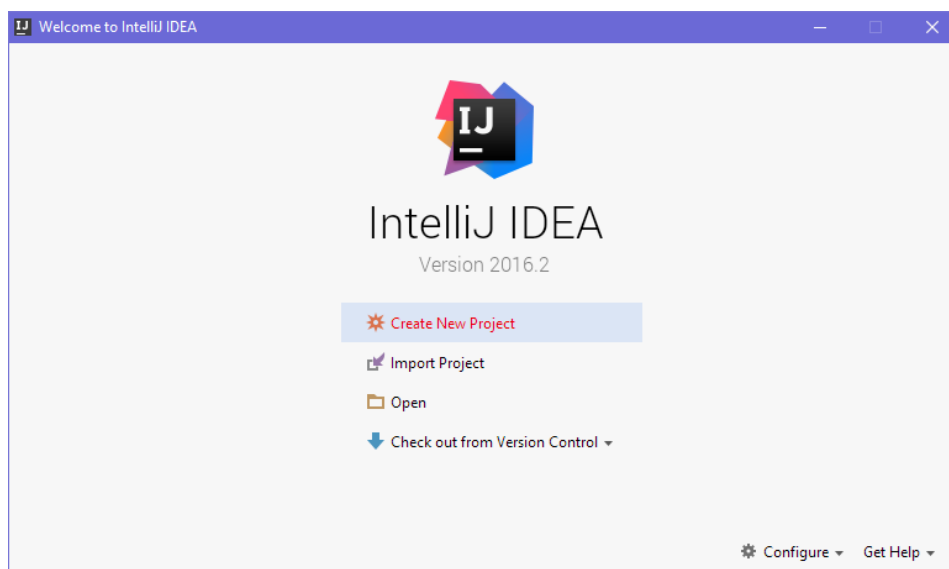 IJ Welcome to IntelliJ IDEA
IJ
IntelliJ IDEA
Version 2016.2
Create New Project
Import Project
Open
Check out from Version Control
Configure Get Help